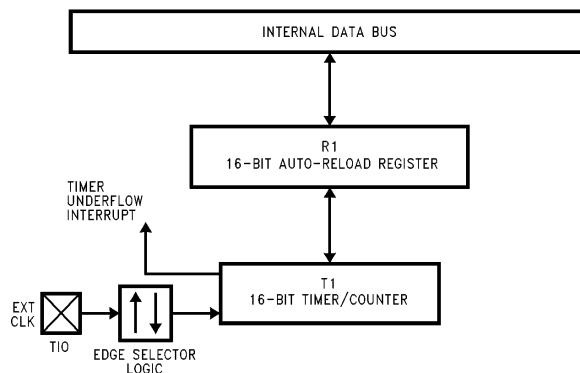 INTERNAL DATA BUS
R1
16-BIT AUTO-RELOAD REGISTER
TIMER
UNDERFLOW
INTERRUPT
T1
16-BIT TIMER/COUNTER
EXT
CLK
TIO
EDGE SELECTOR
LOGIC